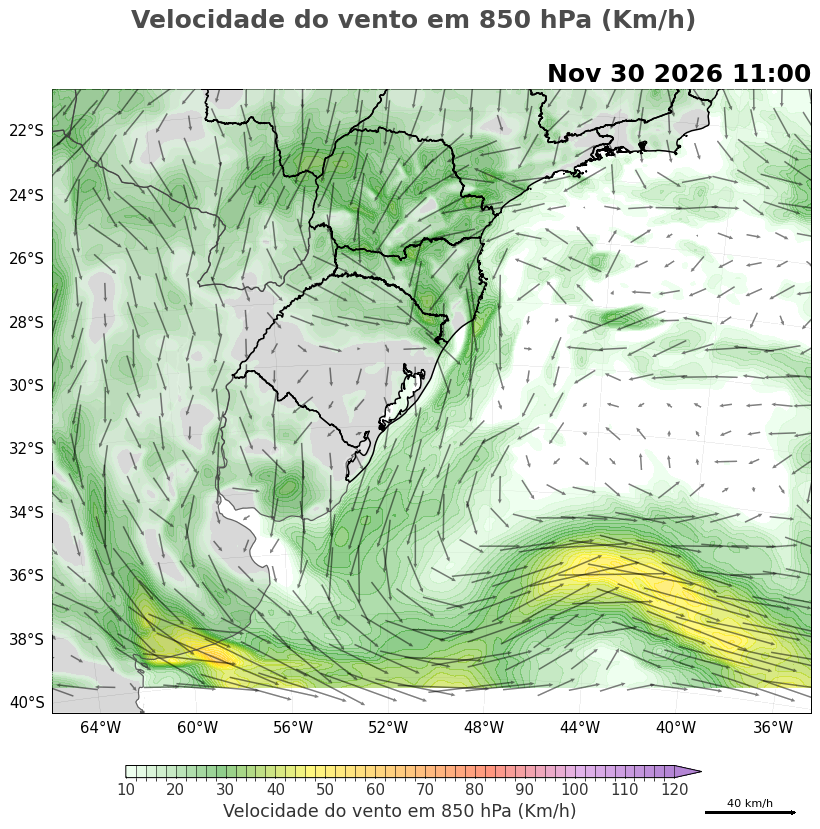 Velocidade do vento em 850 hPa (Km/h)
Nov 30 2026 11:00
22°S
24°S
26°S
28°S
30°S
32°S
34°S
36°S
38°S
40°S
64°W 60°W 56°W 52°W 48°W 44°W 40°W 36°W
10 20 30 40 50 60 70 80 90 100 110 120
Velocidade do vento em 850 hPa (Km/h)
40 km/h